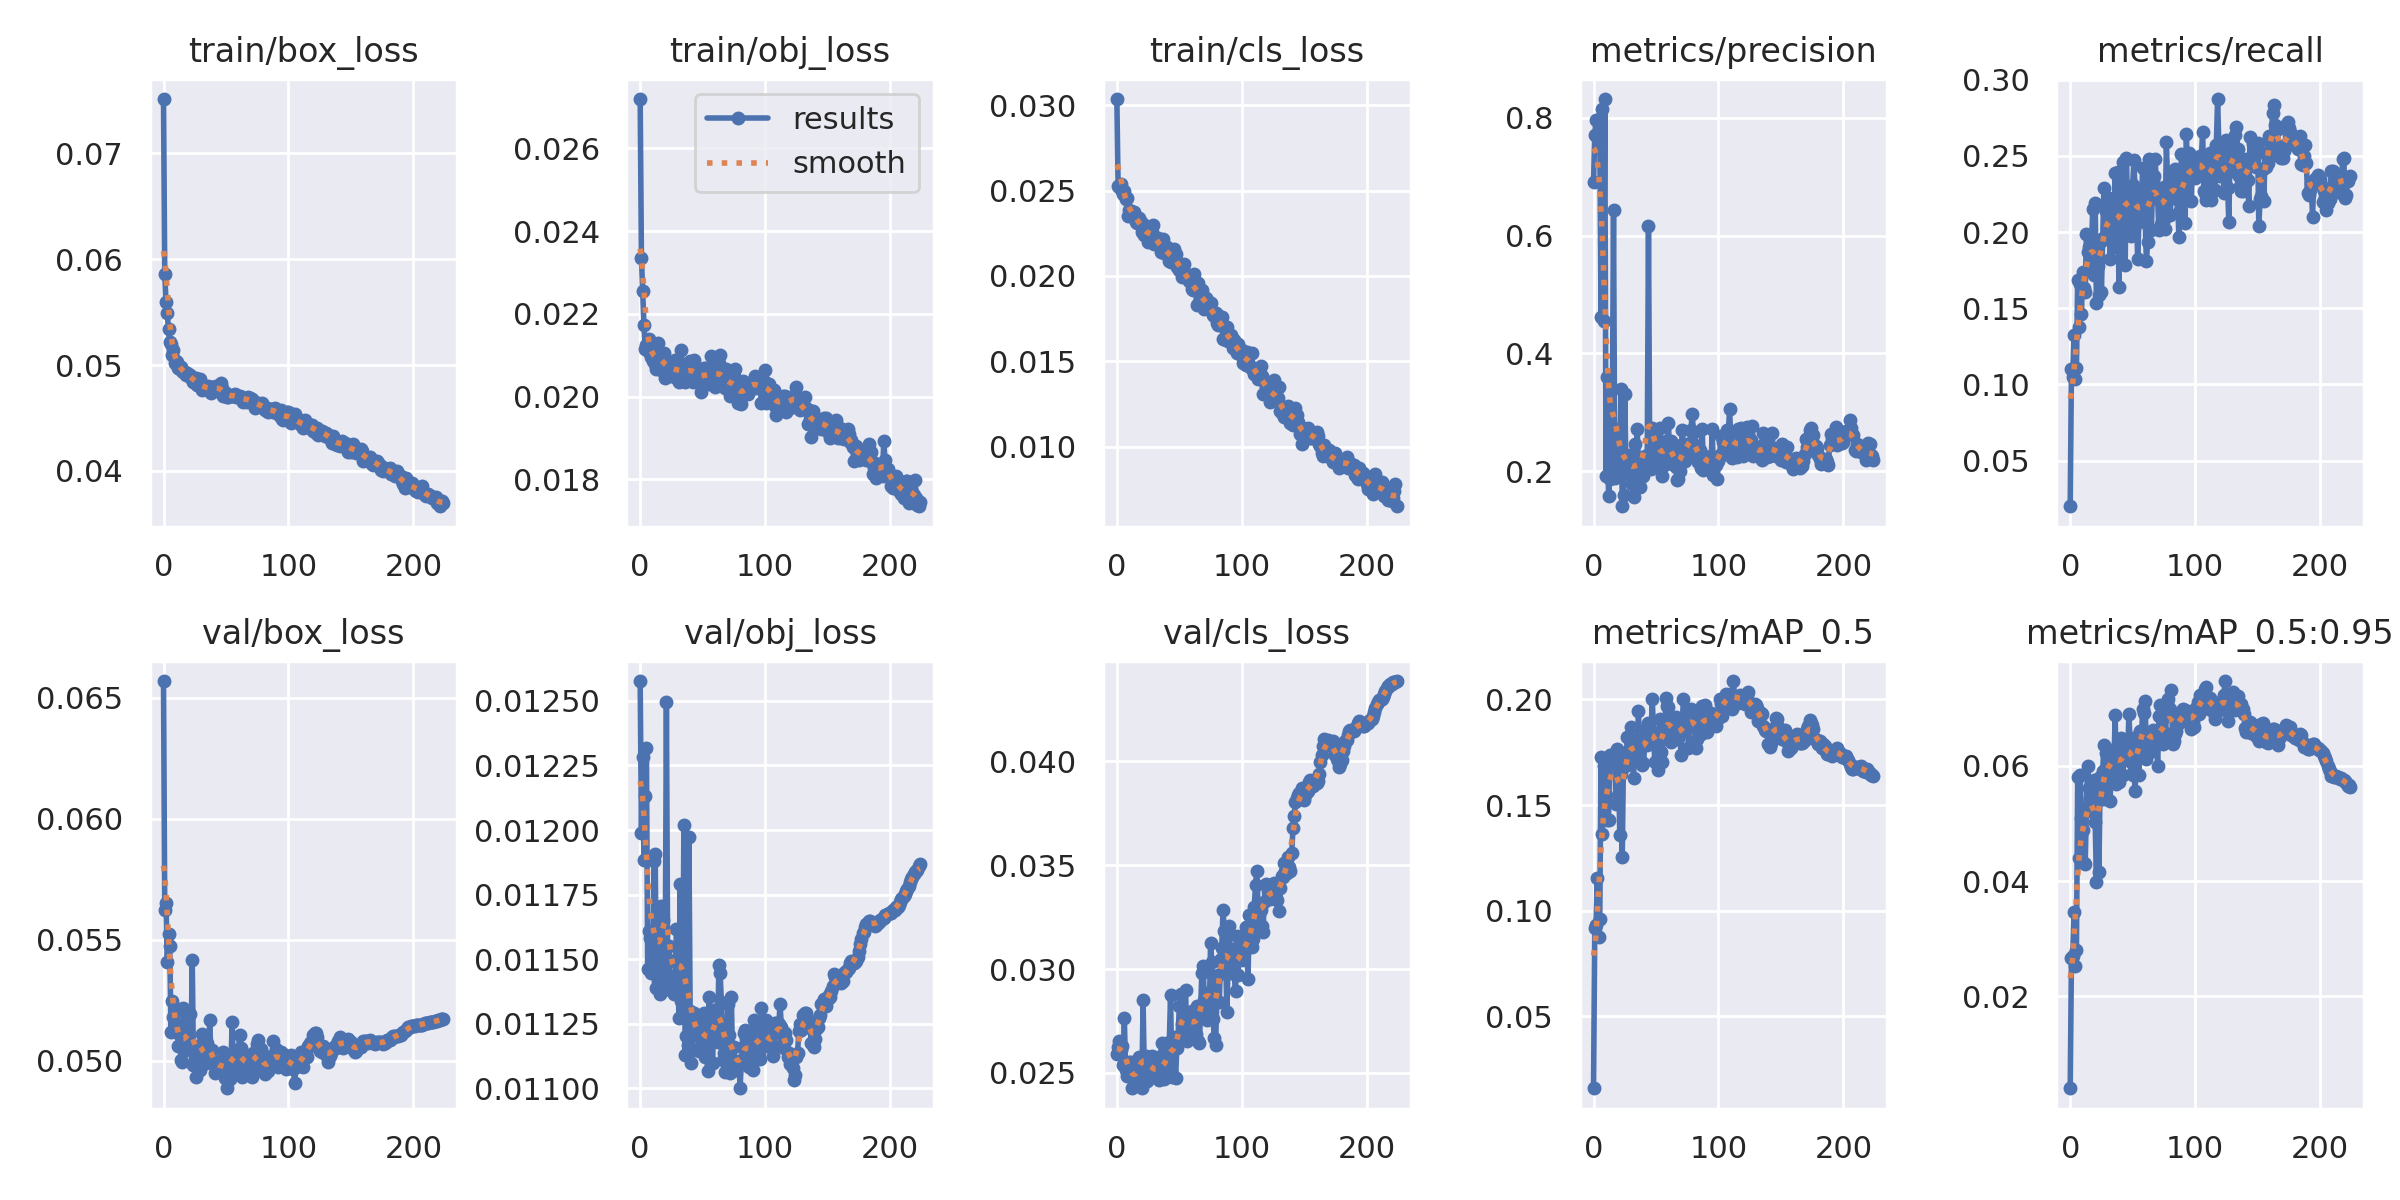 train/box_loss
0.07
0.06
0.05
0.04
0 100 200
train/obj_loss
results
smooth
0.026
0.024
0.022
0.020
0.018
0 100 200
train/cls_loss
0.030
0.025
0.020
0.015
0.010
0 100 200
metrics/precision
0.8
0.6
0.4
0.2
0 100 200
metrics/recall
0.30
0.25
0.20
0.15
0.10
0.05
0 100 200
val/box_loss
0.065
0.060
0.055
0.050
0 100 200
val/obj_loss
0.01250
0.01225
0.01200
0.01175
0.01150
0.01125
0.01100
0 100 200
val/cls_loss
0.040
0.035
0.030
0.025
0 100 200
metrics/mAP_0.5
0.20
0.15
0.10
0.05
0 100 200
metrics/mAP_0.5:0.95
0.06
0.04
0.02
0 100 200